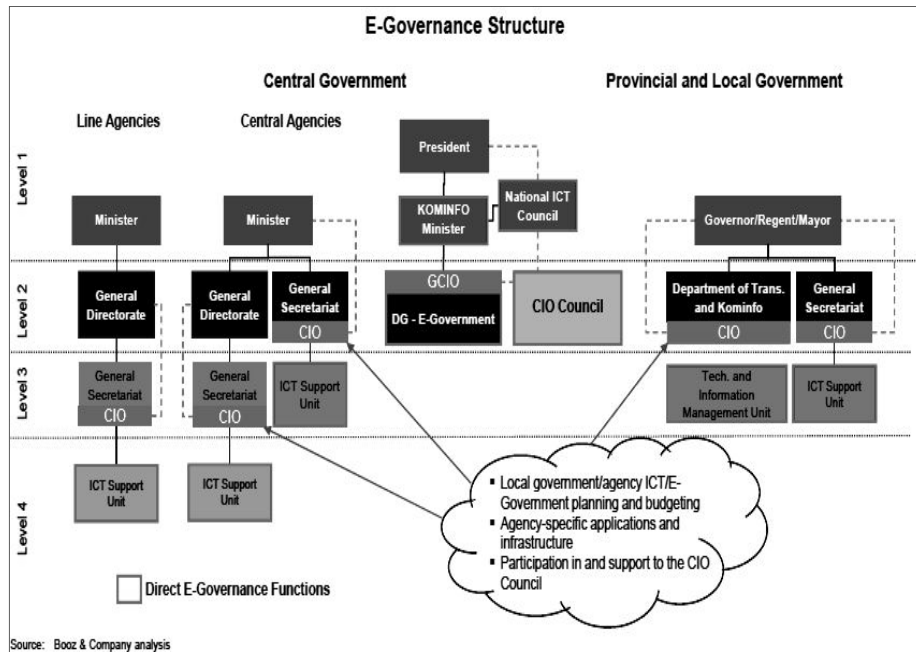 E-Governance Structure
Central Government
Provincial and Local Government
Line Agencies
Central Agencies
Level 1
President
Minister
Minister
KOMINFO
Minister
National ICT
Council
Governor/Regent/Mayor
Level 2
General
Directorate
General
Directorate
General
Secretariat
CIO
GCIO
DG - E-Government
CIO Council
Department of Trans.
and Kominfo
CIO
General
Secretariat
CIO
Level 3
General
Secretariat
CIO
General
Secretariat
CIO
ICT Support
Unit
Tech. and
Information
Management Unit
ICT Support
Unit
Level 4
ICT Support
Unit
ICT Support
Unit
▪ Local government/agency ICT/E-
Government planning and budgeting
▪ Agency-specific applications and
infrastructure
▪ Participation in and support to the CIO
Council
Direct E-Governance Functions
Source: Booz & Company analysis